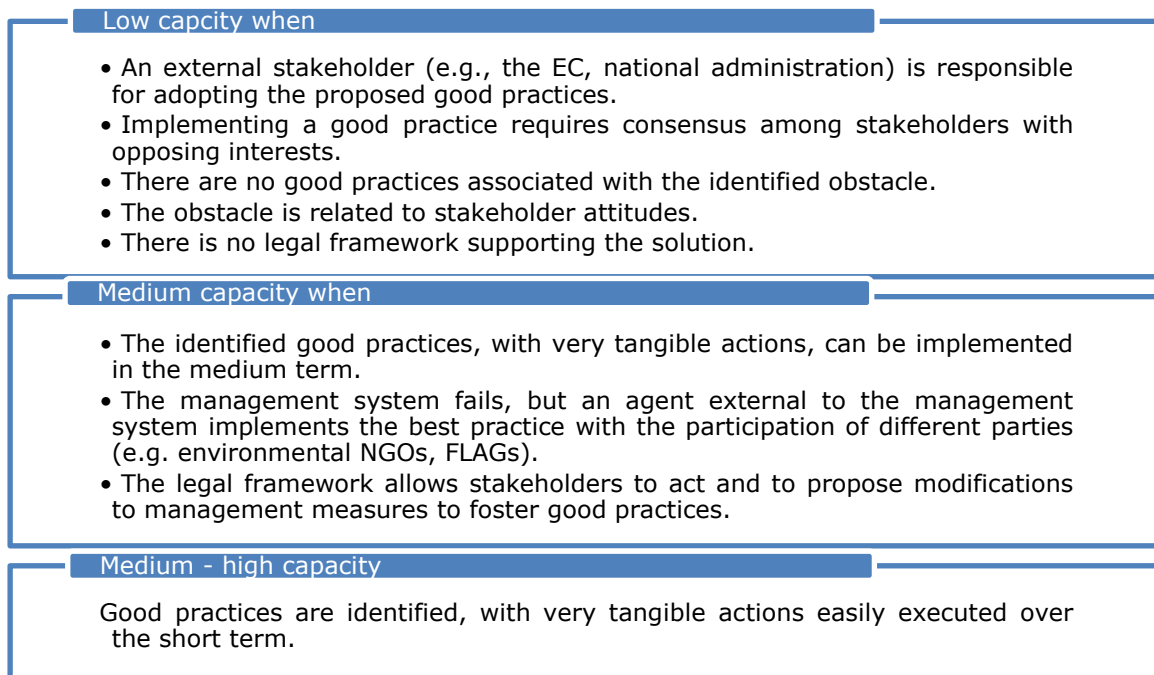 Low capcity when
• An external stakeholder (e.g., the EC, national administration) is responsible
for adopting the proposed good practices.
• Implementing a good practice requires consensus among stakeholders with
opposing interests.
• There are no good practices associated with the identified obstacle.
• The obstacle is related to stakeholder attitudes.
• There is no legal framework supporting the solution.
Medium capacity when
• The identified good practices, with very tangible actions, can be implemented
in the medium term.
• The management system fails, but an agent external to the management
system implements the best practice with the participation of different parties
(e.g. environmental NGOs, FLAGs).
• The legal framework allows stakeholders to act and to propose modifications
to management measures to foster good practices.
Medium - high capacity
Good practices are identified, with very tangible actions easily executed over
the short term.